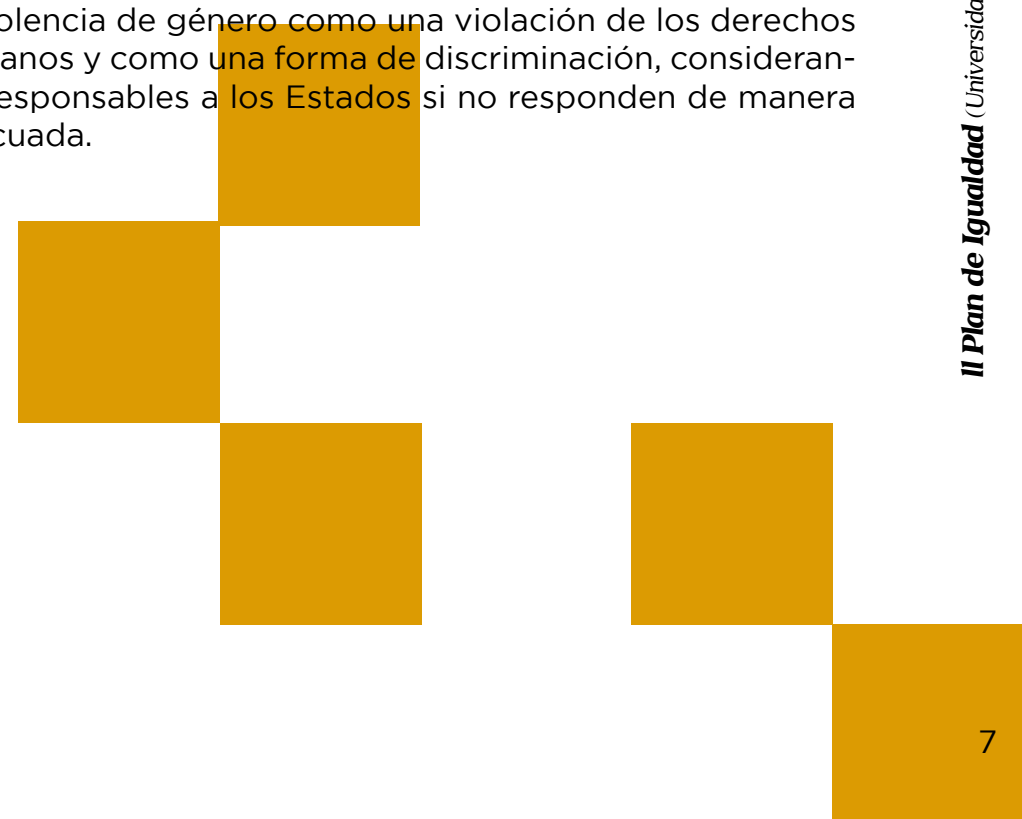 olencia de género como una violación de los derechos
anos y como una forma de discriminación, consideran-
esponsables a los Estados si no responden de manera
cuada.
ll Plan de Igualdad (Universida
7